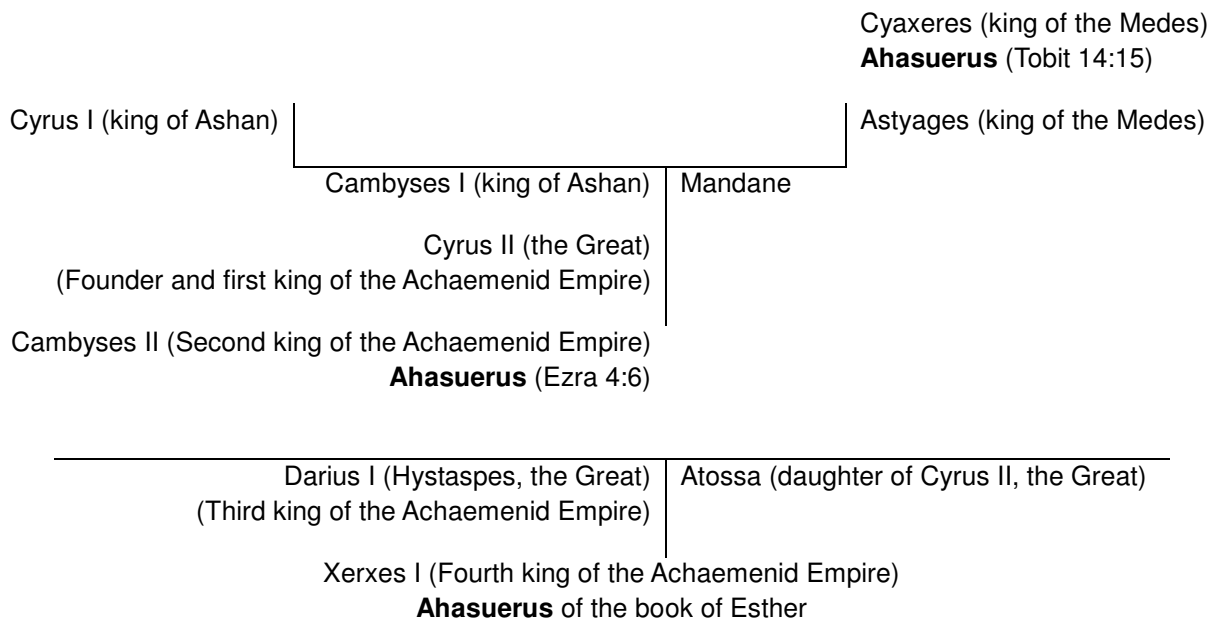 Cyaxeres (king of the Medes)
Ahasuerus (Tobit 14:15)
Cyrus I (king of Ashan)
Astyages (king of the Medes)
Cambyses I (king of Ashan)
Mandane
Cyrus II (the Great)
(Founder and first king of the Achaemenid Empire)
Cambyses II (Second king of the Achaemenid Empire)
Ahasuerus (Ezra 4:6)
Darius I (Hystaspes, the Great)
Atossa (daughter of Cyrus II, the Great)
(Third king of the Achaemenid Empire)
Xerxes I (Fourth king of the Achaemenid Empire)
Ahasuerus of the book of Esther